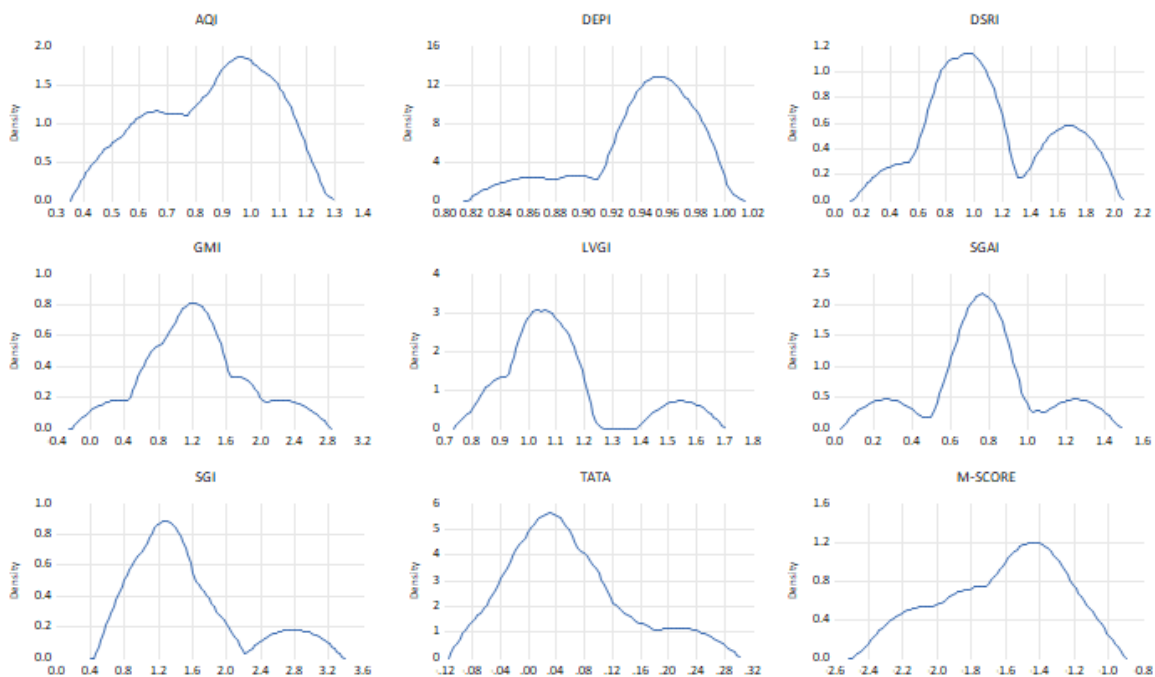 AQI
DEPI
DSRI
2.0
1.5
1.0
0.5
0.0
Density
0.3 0.4 0.5 0.6 0.7 0.8 0.9 1.0 1.1 1.2 1.3 1.4
16
12
8
4
0
Density
0.80 0.82 0.84 0.86 0.88 0.90 0.92 0.94 0.96 0.98 1.00 1.02
1.2
1.0
0.8
0.6
0.4
0.2
0.0
Density
0.0 0.2 0.4 0.6 0.8 1.0 1.2 1.4 1.6 1.8 2.0 2.2
GMI
LVGI
SGAI
1.0
0.8
0.6
0.4
0.2
0.0
Density
0.4 0.0 0.4 0.8 1.2 1.6 2.0 2.4 2.8 3.2
4
3
2
1
0
Density
0.7 0.8 0.9 1.0 1.1 1.2 1.3 1.4 1.5 1.6 1.7 1.8
2.5
2.0
1.5
1.0
0.5
0.0
Density
0.0 0.2 0.4 0.6 0.8 1.0 1.2 1.4 1.6
SGI
TATA
M-SCORE
1.0
0.8
0.6
0.4
0.2
0.0
Density
0.0 0.4 0.8 1.2 1.6 2.0 2.4 2.8 3.2 3.6
6
5
4
3
2
1
0
Density
-.12 -.08 -.04 .00 .04 .08 .12 .16 .20 .24 .28 .32
1.6
1.2
0.8
0.4
0.0
Density
-2.6 -2.4 -2.2 -2.0 -1.8 -1.6 -1.4 -1.2 -1.0 -0.8